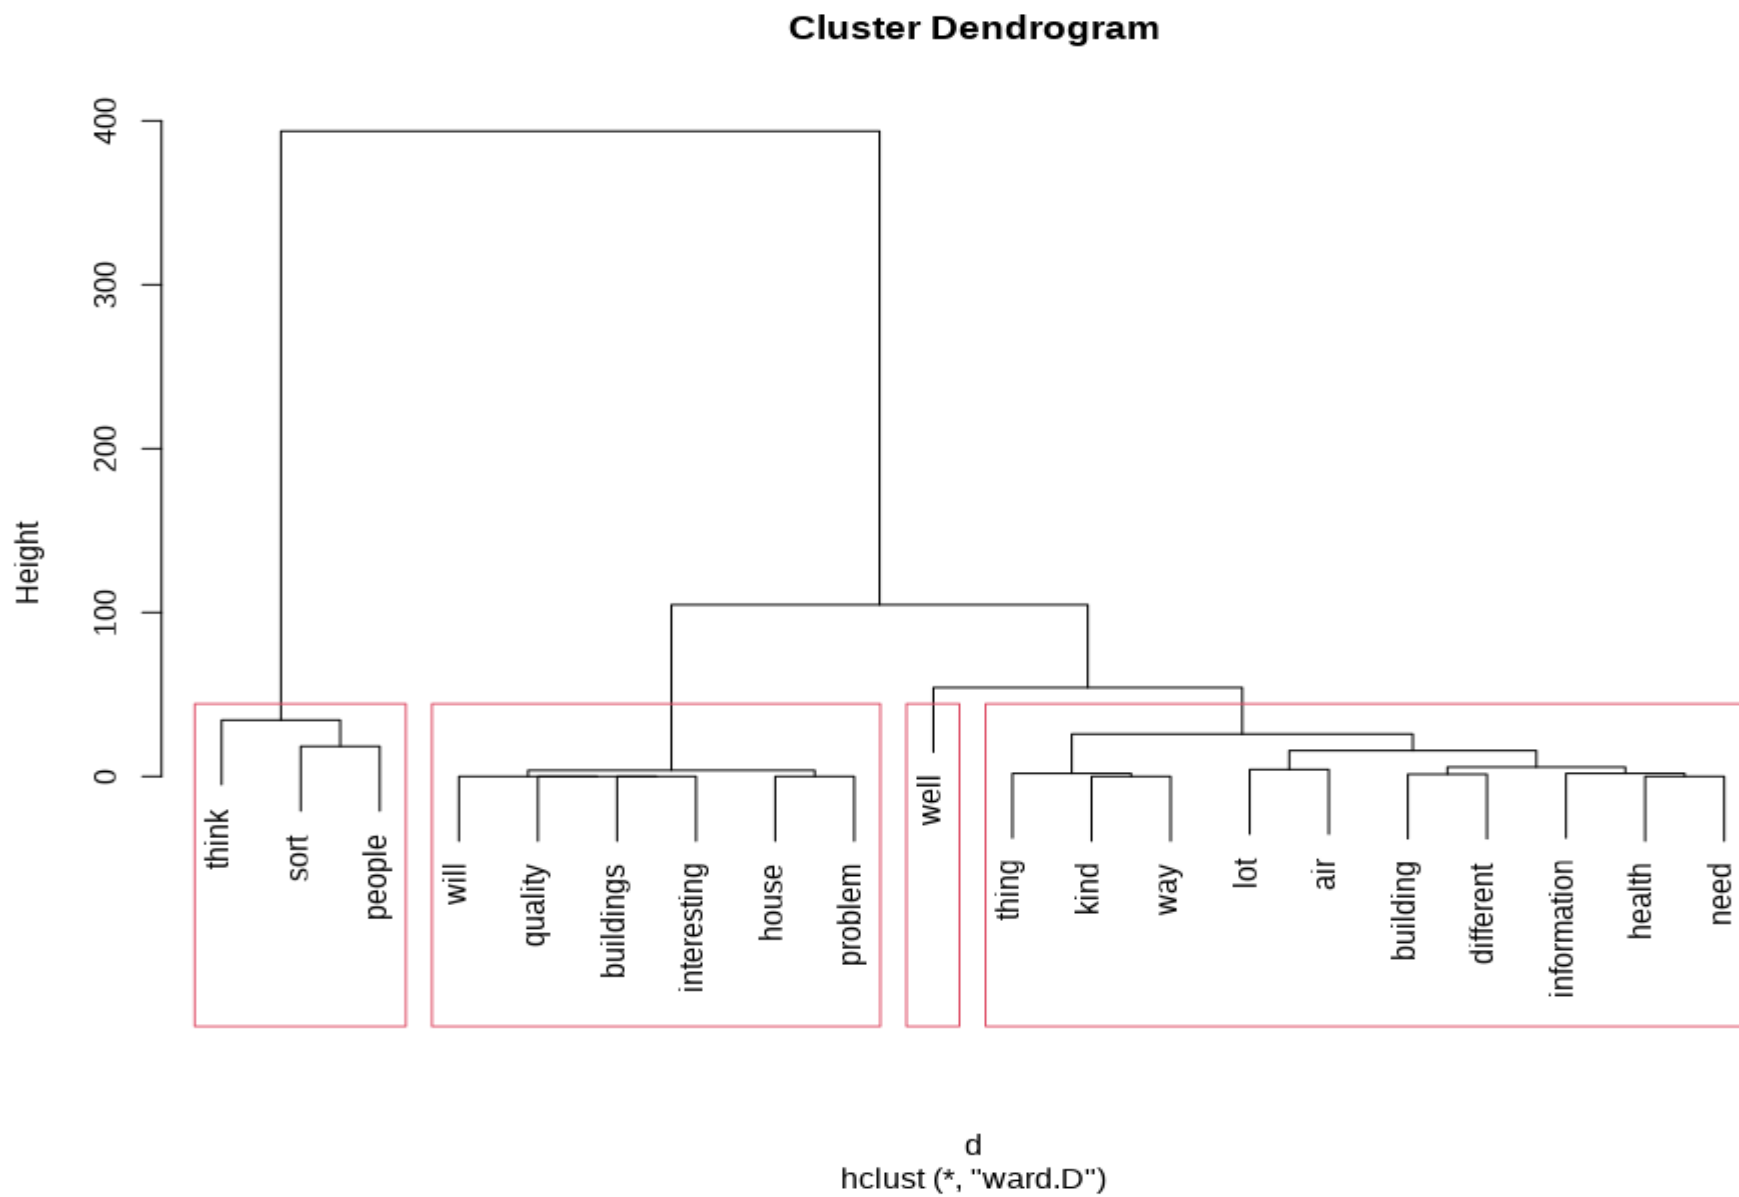 Cluster Dendrogram
400
300
200
100
0
Height
think
sort
people
will
quality
buildings
interesting
house
problem
well
thing
kind
way
lot
air
building
different
information
health
need
d
hclust (*, "ward.D")